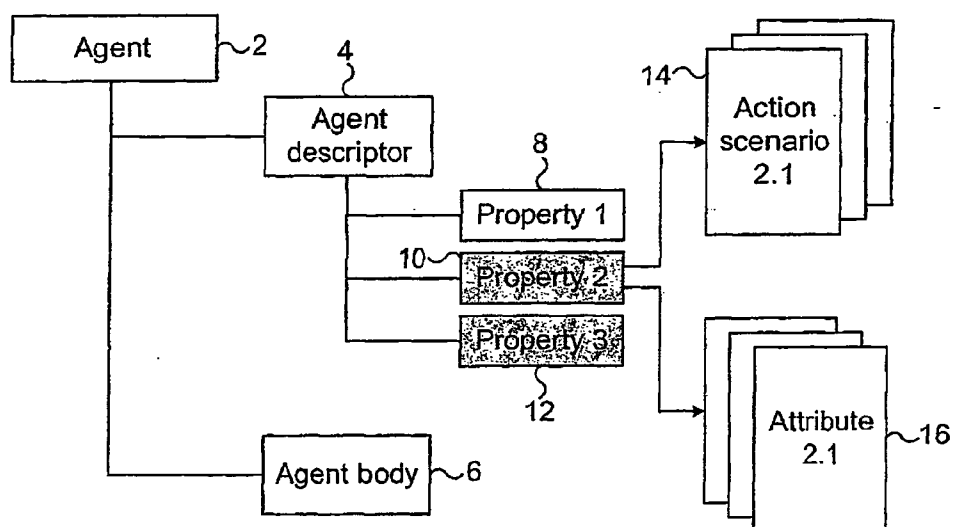 Agent
2
4
Agent
descriptor
8
Property 1
10
Property 2
Property 3
12
14
Action
scenario
2.1
Attribute
2.1
16
Agent body
6